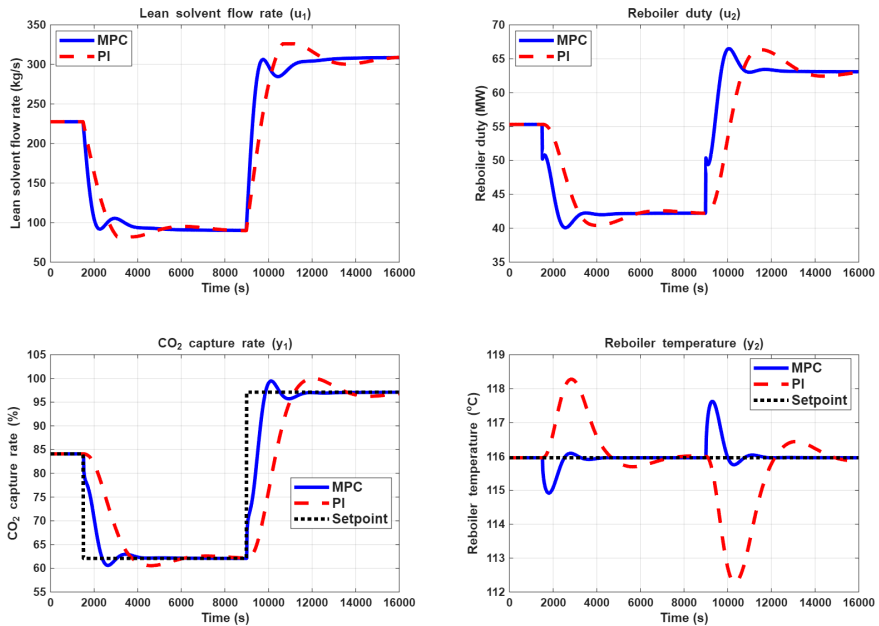 Lean solvent flow rate (u₁)
350
300
250
200
150
100
50
Lean solvent flow rate (kg/s)
MPC
PI
0 2000 4000 6000 8000 10000 12000 14000 16000
Time (s)
Reboiler duty (u₂)
75
70
65
60
55
50
45
40
35
Reboiler duty (MW)
MPC
PI
0 2000 4000 6000 8000 10000 12000 14000 16000
Time (s)
CO₂ capture rate (y₁)
105
100
95
90
85
80
75
70
65
60
55
CO₂ capture rate (%)
MPC
PI
Setpoint
0 2000 4000 6000 8000 10000 12000 14000 16000
Time (s)
Reboiler temperature (y₂)
119
118
117
116
115
114
113
112
Reboiler temperature (°C)
MPC
PI
Setpoint
0 2000 4000 6000 8000 10000 12000 14000 16000
Time (s)